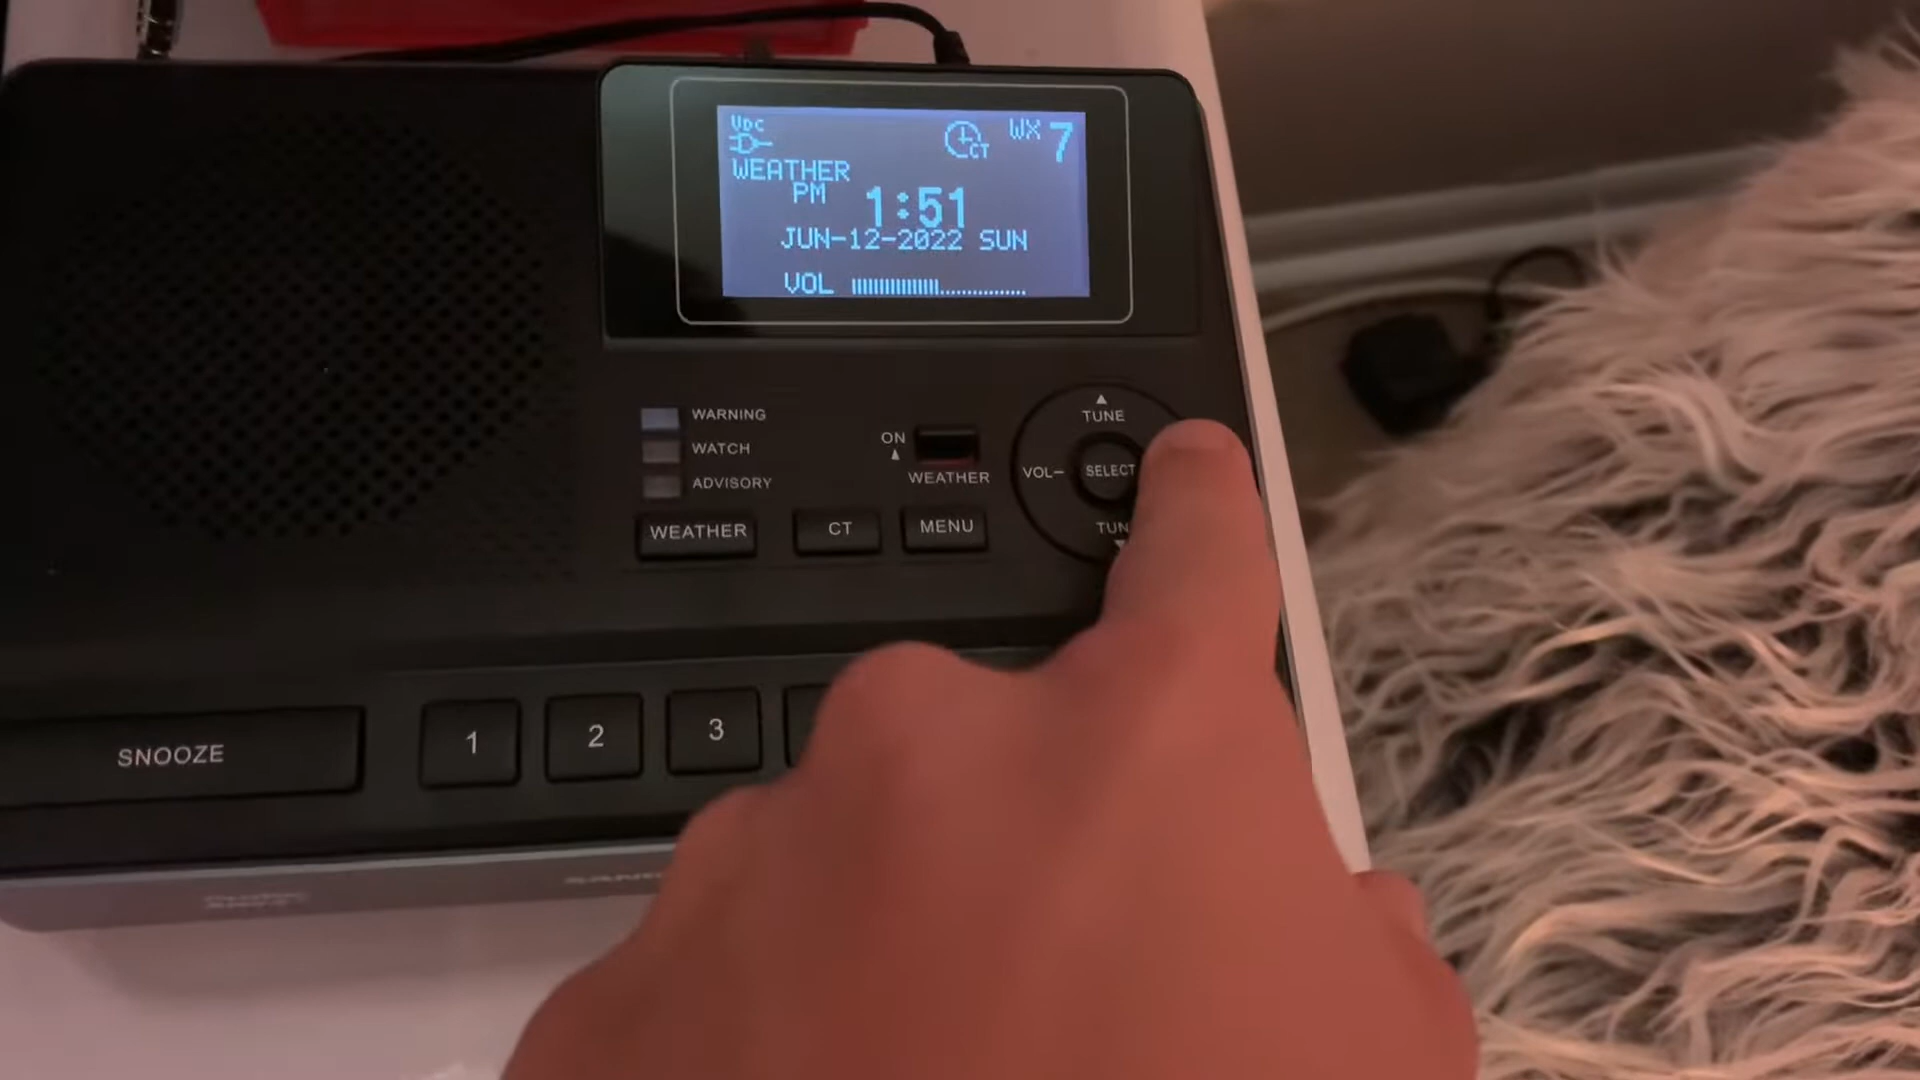 VDC
CT
WX 7
WEATHER
PM 1:51
JUN-12-2022 SUN
VOL
WARNING
WATCH
ADVISORY
ON
WEATHER
TUNE
VOL−
SELECT
TUN
WEATHER
CT
MENU
SNOOZE
1
2
3